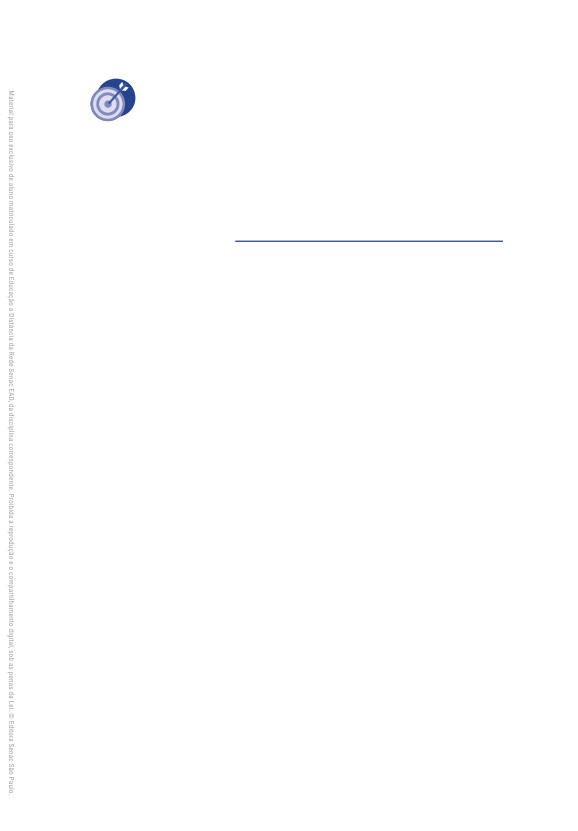 Material para uso exclusivo de aluno matriculado em curso de Educação a Distância da Rede Senac EAD, da disciplina correspondente. Proibida a reprodução e o compartilhamento digital, sob as penas da Lei. © Editora Senac São Paulo.